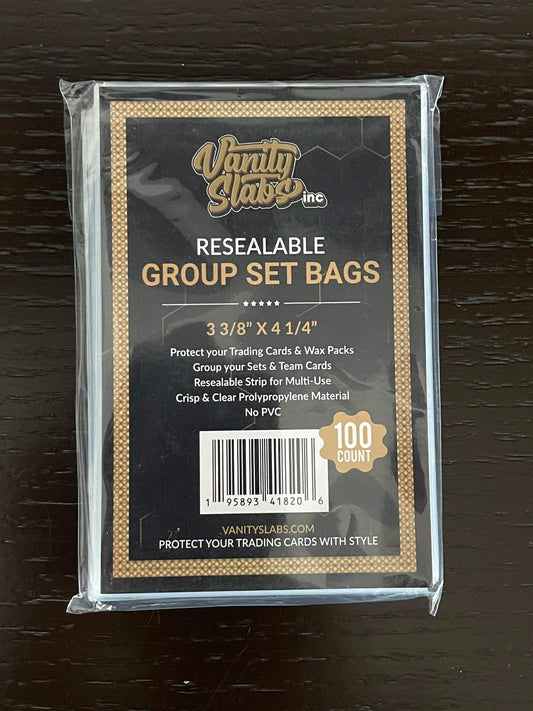 Vanity
Slabs inc
RESEALABLE
GROUP SET BAGS
3 3/8" X 4 1/4"
Protect your Trading Cards & Wax Packs
Group your Sets & Team Cards
Resealable Strip for Multi-Use
Crisp & Clear Prolypropylene Material
No PVC
100
COUNT
1 95893 41820 6
VANITYSLABS.COM
PROTECT YOUR TRADING CARDS WITH STYLE